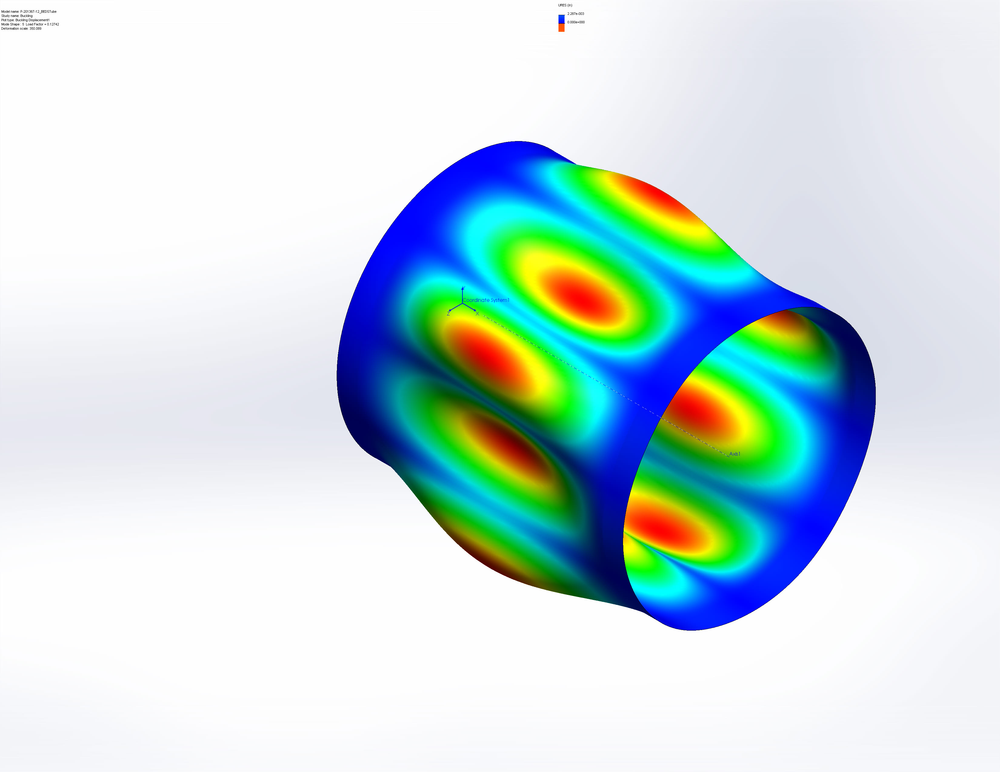 Model name: P-201367-12_BEDSTube
Study name: Buckling
Plot type: Buckling Displacement1
Mode Shape : 5 Load Factor = 0.12742
Deformation scale: 350.089
URES (in)
2.287e-003
0.000e+000
Y
Coordinate System1
Z
X
Axis1